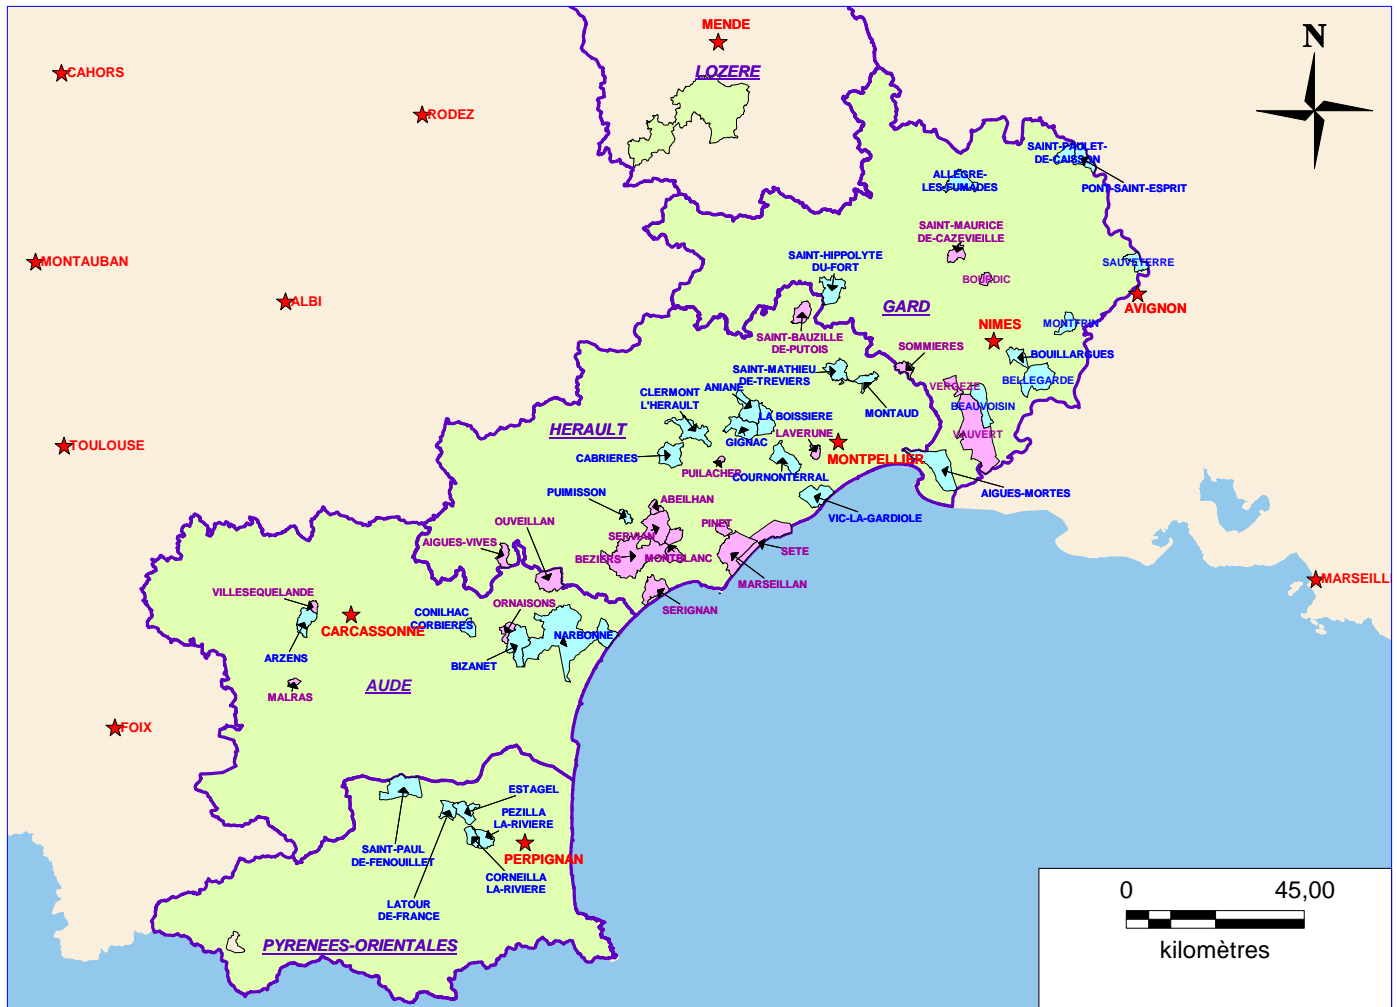 MENDE
N
LOZERE
CAHORS
RODEZ
SAINT-PAULET-
DE-CAISSON
ALLEGRE-
LES-FUMADES
PONT-SAINT-ESPRIT
SAINT-MAURICE
DE-CAZEVIEILLE
MONTAUBAN
SAINT-HIPPOLYTE
DU-FORT
SAUVETERRE
BOURDIC
ALBI
GARD
AVIGNON
NIMES
MONTFRIN
SAINT-BAUZILLE
DE-PUTOIS
SOMMIERES
BOUILLARGUES
SAINT-MATHIEU
DE-TREVIERS
BELLEGARDE
VERGEZE
CLERMONT
L'HERAULT
ANIANE
MONTAUD
BEAUVOISIN
LA BOISSIERE
HERAULT
LAVERUNE
VAUVERT
GIGNAC
TOULOUSE
CABRIERES
MONTPELLIER
PUILACHER
COURNONTERRAL
AIGUES-MORTES
PUIMISSON
ABEILHAN
VIC-LA-GARDIOLE
OUVEILLAN
PINET
SERVIAN
AIGUES-VIVES
BEZIERS
MONTBLANC
SETE
MARSEILLAN
MARSEILL
VILLESEQUELANDE
ORNAISONS
SERIGNAN
CONILHAC
CORBIERES
CARCASSONNE
NARBONNE
ARZENS
BIZANET
AUDE
MALRAS
FOIX
ESTAGEL
PEZILLA
LA-RIVIERE
SAINT-PAUL
DE-FENOUILLET
PERPIGNAN
CORNEILLA
LA-RIVIERE
LATOUR
DE-FRANCE
PYRENEES-ORIENTALES
0 45,00
kilomètres